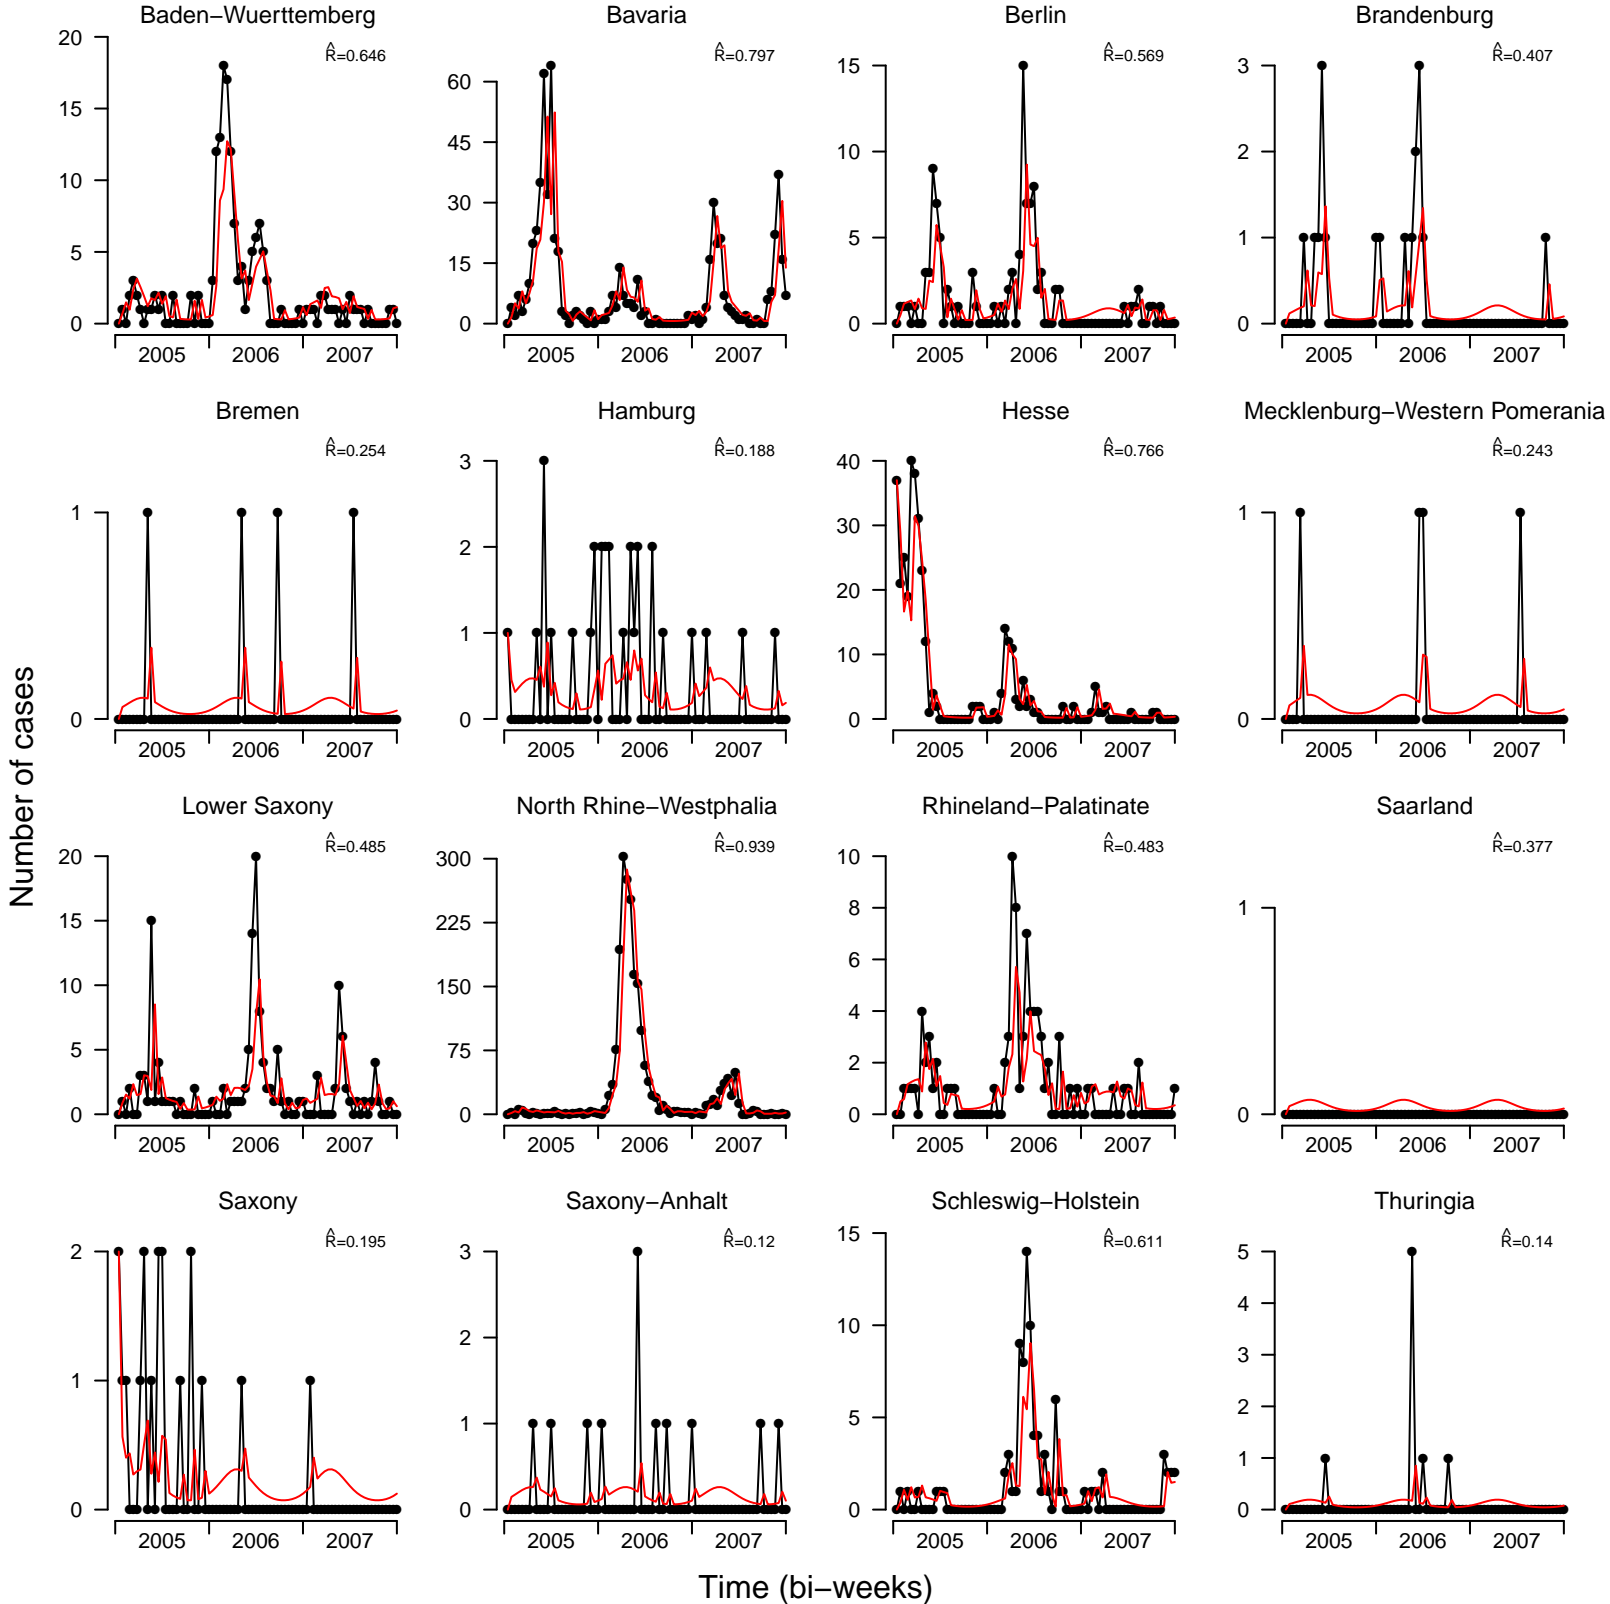 Baden−Wuerttemberg
R̂=0.646
20
15
10
5
0
2005 2006 2007
Bavaria
R̂=0.797
60
45
30
15
0
2005 2006 2007
Berlin
R̂=0.569
15
10
5
0
2005 2006 2007
Brandenburg
R̂=0.407
3
2
1
0
2005 2006 2007
Bremen
R̂=0.254
1
0
2005 2006 2007
Hamburg
R̂=0.188
3
2
1
0
2005 2006 2007
Hesse
R̂=0.766
40
30
20
10
0
2005 2006 2007
Mecklenburg−Western Pomerania
R̂=0.243
1
0
2005 2006 2007
Lower Saxony
R̂=0.485
20
15
10
5
0
2005 2006 2007
North Rhine−Westphalia
R̂=0.939
300
225
150
75
0
2005 2006 2007
Rhineland−Palatinate
R̂=0.483
10
8
6
4
2
0
2005 2006 2007
Saarland
R̂=0.377
1
0
2005 2006 2007
Saxony
R̂=0.195
2
1
0
2005 2006 2007
Saxony−Anhalt
R̂=0.12
3
2
1
0
2005 2006 2007
Schleswig−Holstein
R̂=0.611
15
10
5
0
2005 2006 2007
Thuringia
R̂=0.14
5
4
3
2
1
0
2005 2006 2007
Number of cases
Time (bi−weeks)